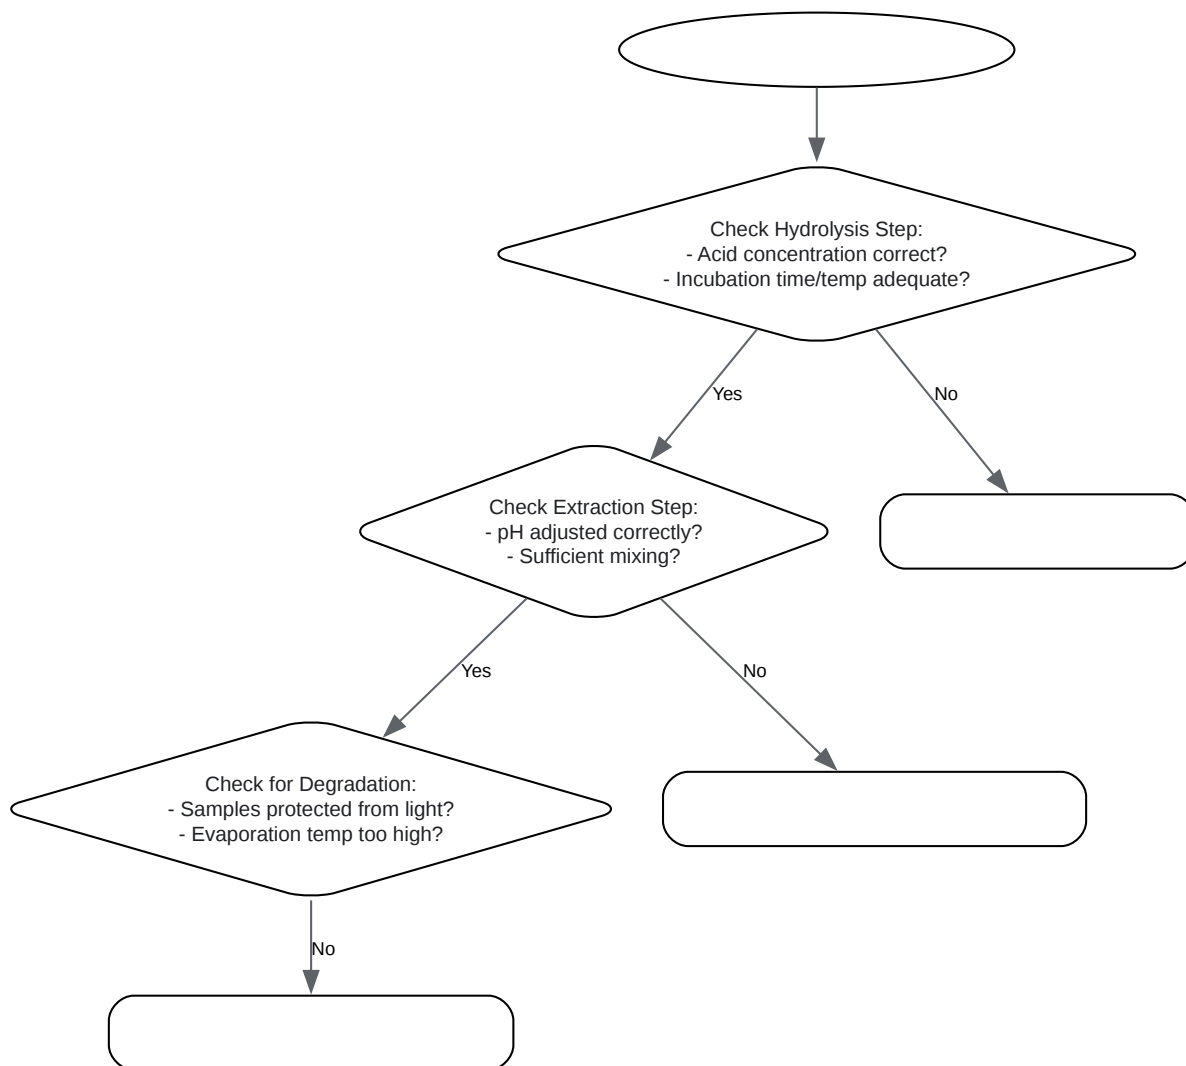 Check Hydrolysis Step:
- Acid concentration correct?
- Incubation time/temp adequate?
Yes
No
Check Extraction Step:
- pH adjusted correctly?
- Sufficient mixing?
Yes
No
Check for Degradation:
- Samples protected from light?
- Evaporation temp too high?
No